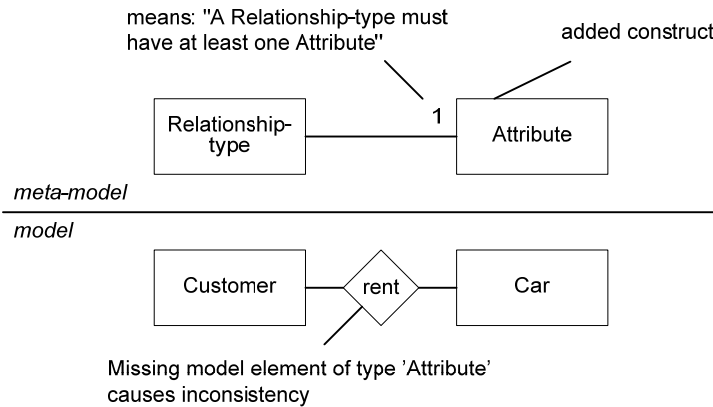 means: "A Relationship-type must
have at least one Attribute"
added construct
Relationship-
type
1
Attribute
meta-model
model
Customer
rent
Car
Missing model element of type 'Attribute'
causes inconsistency